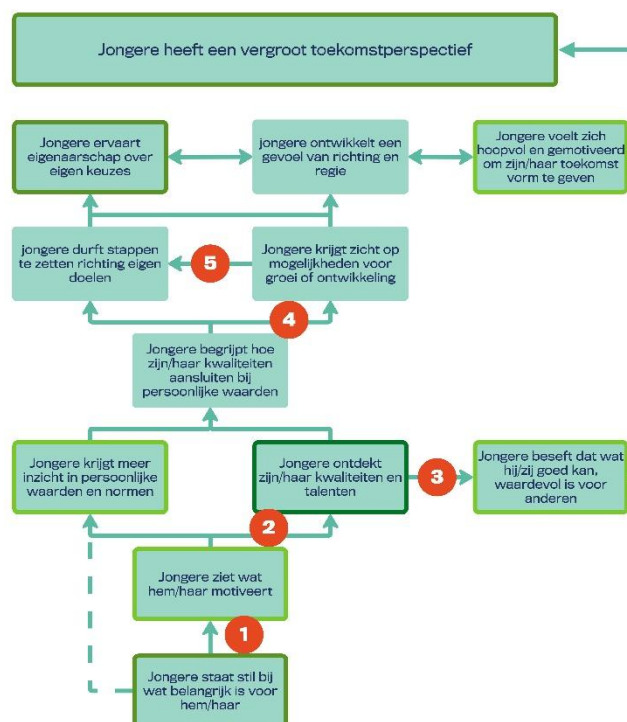 Jongere heeft een vergroot toekomstperspectief
Jongere ervaart
eigenaarschap over
eigen keuzes
jongere ontwikkelt een
gevoel van richting en
regie
Jongere voelt zich
hoopvol en gemotiveerd
om zijn/haar toekomst
vorm te geven
jongere durft stappen
te zetten richting eigen
doelen
5
Jongere krijgt zicht op
mogelijkheden voor
groei of ontwikkeling
4
Jongere begrijpt hoe
zijn/haar kwaliteiten
aansluiten bij
persoonlijke waarden
Jongere krijgt meer
inzicht in persoonlijke
waarden en normen
Jongere ontdekt
zijn/haar kwaliteiten en
talenten
3
Jongere beseft dat wat
hij/zij goed kan,
waardevol is voor
anderen
2
Jongere ziet wat
hem/haar motiveert
1
Jongere staat stil bij
wat belangrijk is voor
hem/haar